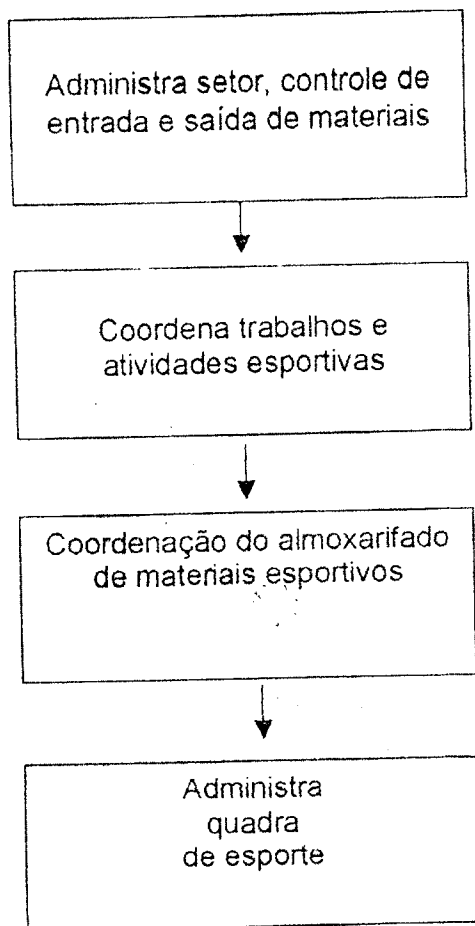 Administra setor, controle de
entrada e saída de materiais
Coordena trabalhos e
atividades esportivas
Coordenação do almoxarifado
de materiais esportivos
Administra
quadra
de esporte